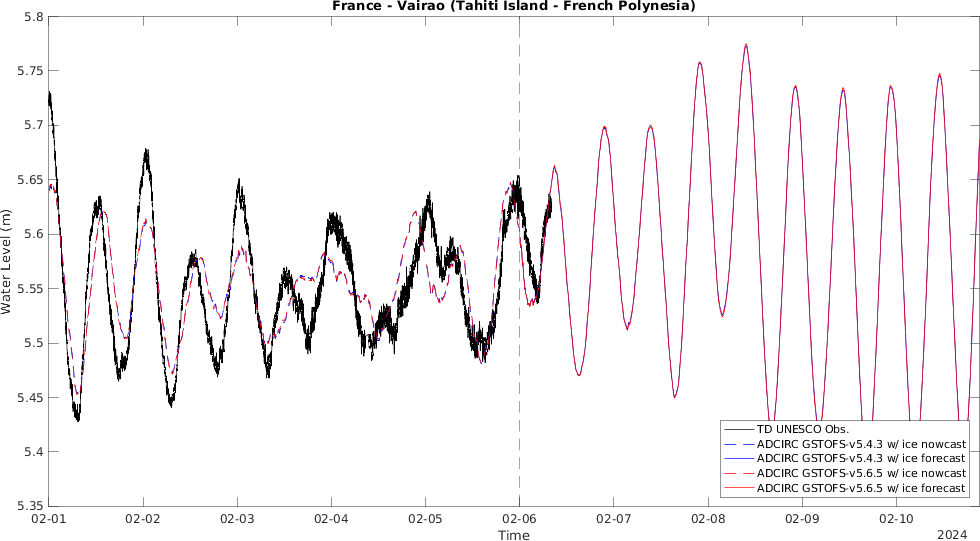 France - Vairao (Tahiti Island - French Polynesia)
5.8
5.75
5.7
5.65
5.6
5.55
5.5
5.45
5.4
5.35
Water Level (m)
TD UNESCO Obs.
ADCIRC GSTOFS-v5.4.3 w/ ice nowcast
ADCIRC GSTOFS-v5.4.3 w/ ice forecast
ADCIRC GSTOFS-v5.6.5 w/ ice nowcast
ADCIRC GSTOFS-v5.6.5 w/ ice forecast
02-01 02-02 02-03 02-04 02-05 02-06 02-07 02-08 02-09 02-10
Time
2024